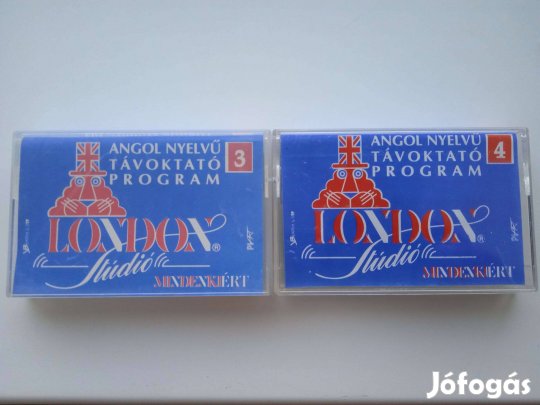 ANGOL NYELVŰ
TÁVOKTATÓ
PROGRAM
3
LONDON®
Stúdió
MINDENKIÉRT
ANGOL NYELVŰ
TÁVOKTATÓ
PROGRAM
4
LONDON®
Stúdió
MINDENKIÉRT
Jófogás